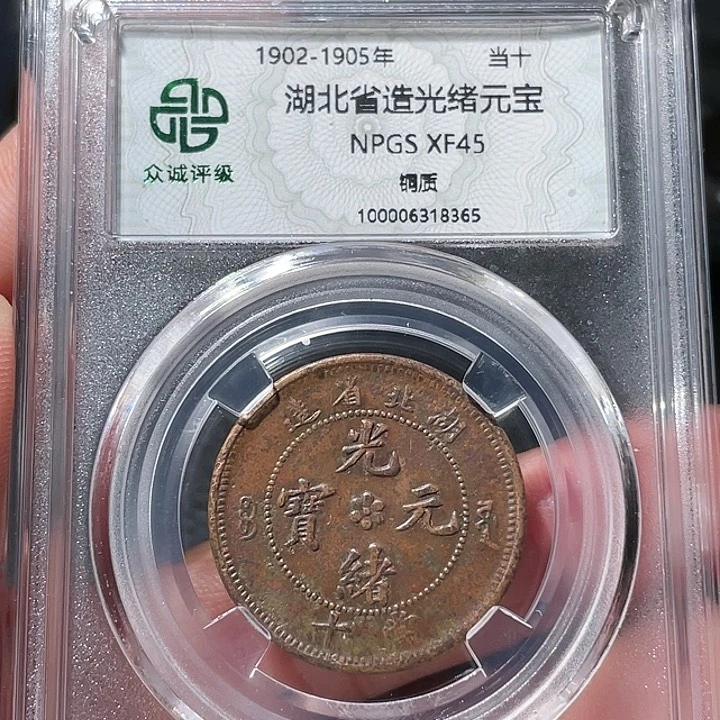 1902-1905年 当十
湖北省造光绪元宝
NPGS XF45
众诚评级
铜质
100006318365
造省北湖
光
寶 元
緒
十當